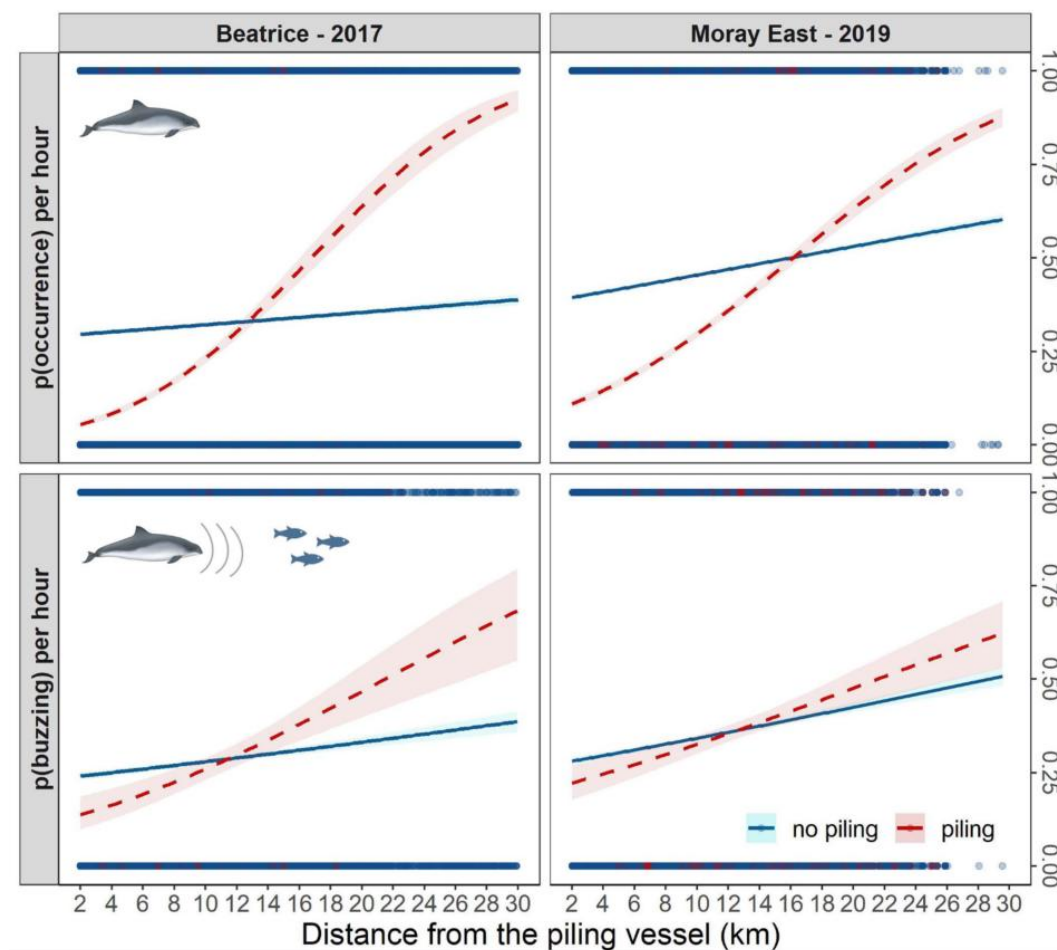 Beatrice - 2017
Moray East - 2019
p(occurrence) per hour
1.00
0.75
0.50
0.25
0.00
p(buzzing) per hour
1.00
0.75
0.50
0.25
0.00
no piling piling
2 4 6 8 10 12 14 16 18 20 22 24 26 28 30
2 4 6 8 10 12 14 16 18 20 22 24 26 28 30
Distance from the piling vessel (km)